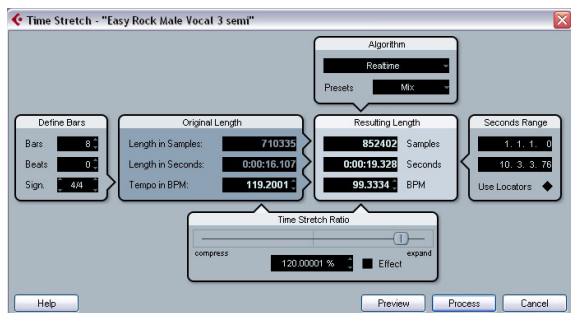 Time Stretch - "Easy Rock Male Vocal 3 semi"
Algorithm
Realtime
Presets Mix
Define Bars
Bars 8
Beats 0
Sign. 4/4
Original Length
Length in Samples: 710335
Length in Seconds: 0:00:16.107
Tempo in BPM: 119.2001
Resulting Length
852402 Samples
0:00:19.328 Seconds
99.3334 BPM
Seconds Range
1. 1. 1. 0
10. 3. 3. 76
Use Locators
Time Stretch Ratio
compress expand
120.00001 % Effect
Help Preview Process Cancel